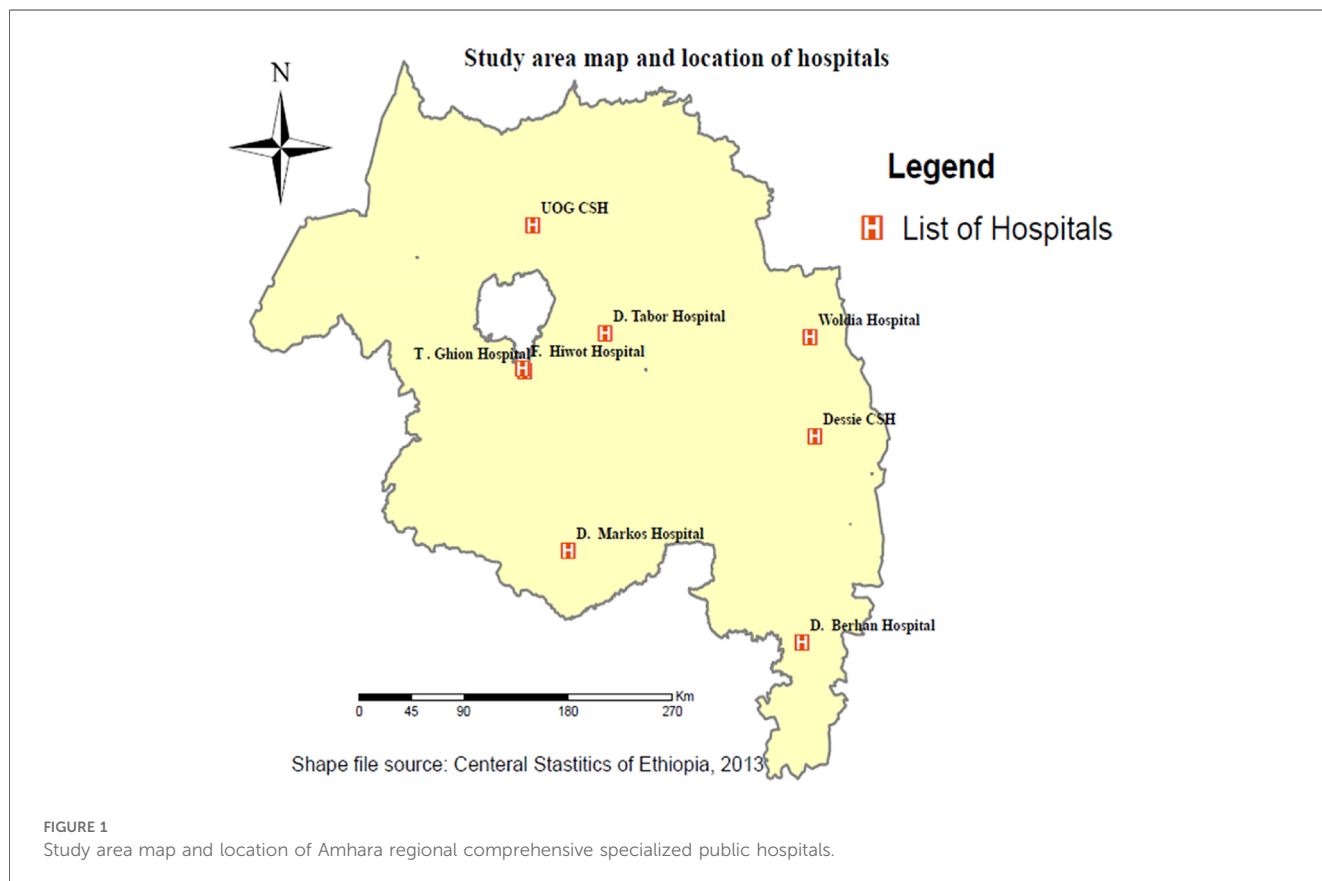 Study area map and location of hospitals
N
Legend
H List of Hospitals
UOG CSH
H
D. Tabor Hospital
H
Woldia Hospital
H
T . Ghion Hospital
F. Hiwot Hospital
H
Dessie CSH
H
D. Markos Hospital
H
D. Berhan Hospital
H
Km
0 45 90 180 270
Shape file source: Centeral Stastitics of Ethiopia, 2013
FIGURE 1
Study area map and location of Amhara regional comprehensive specialized public hospitals.